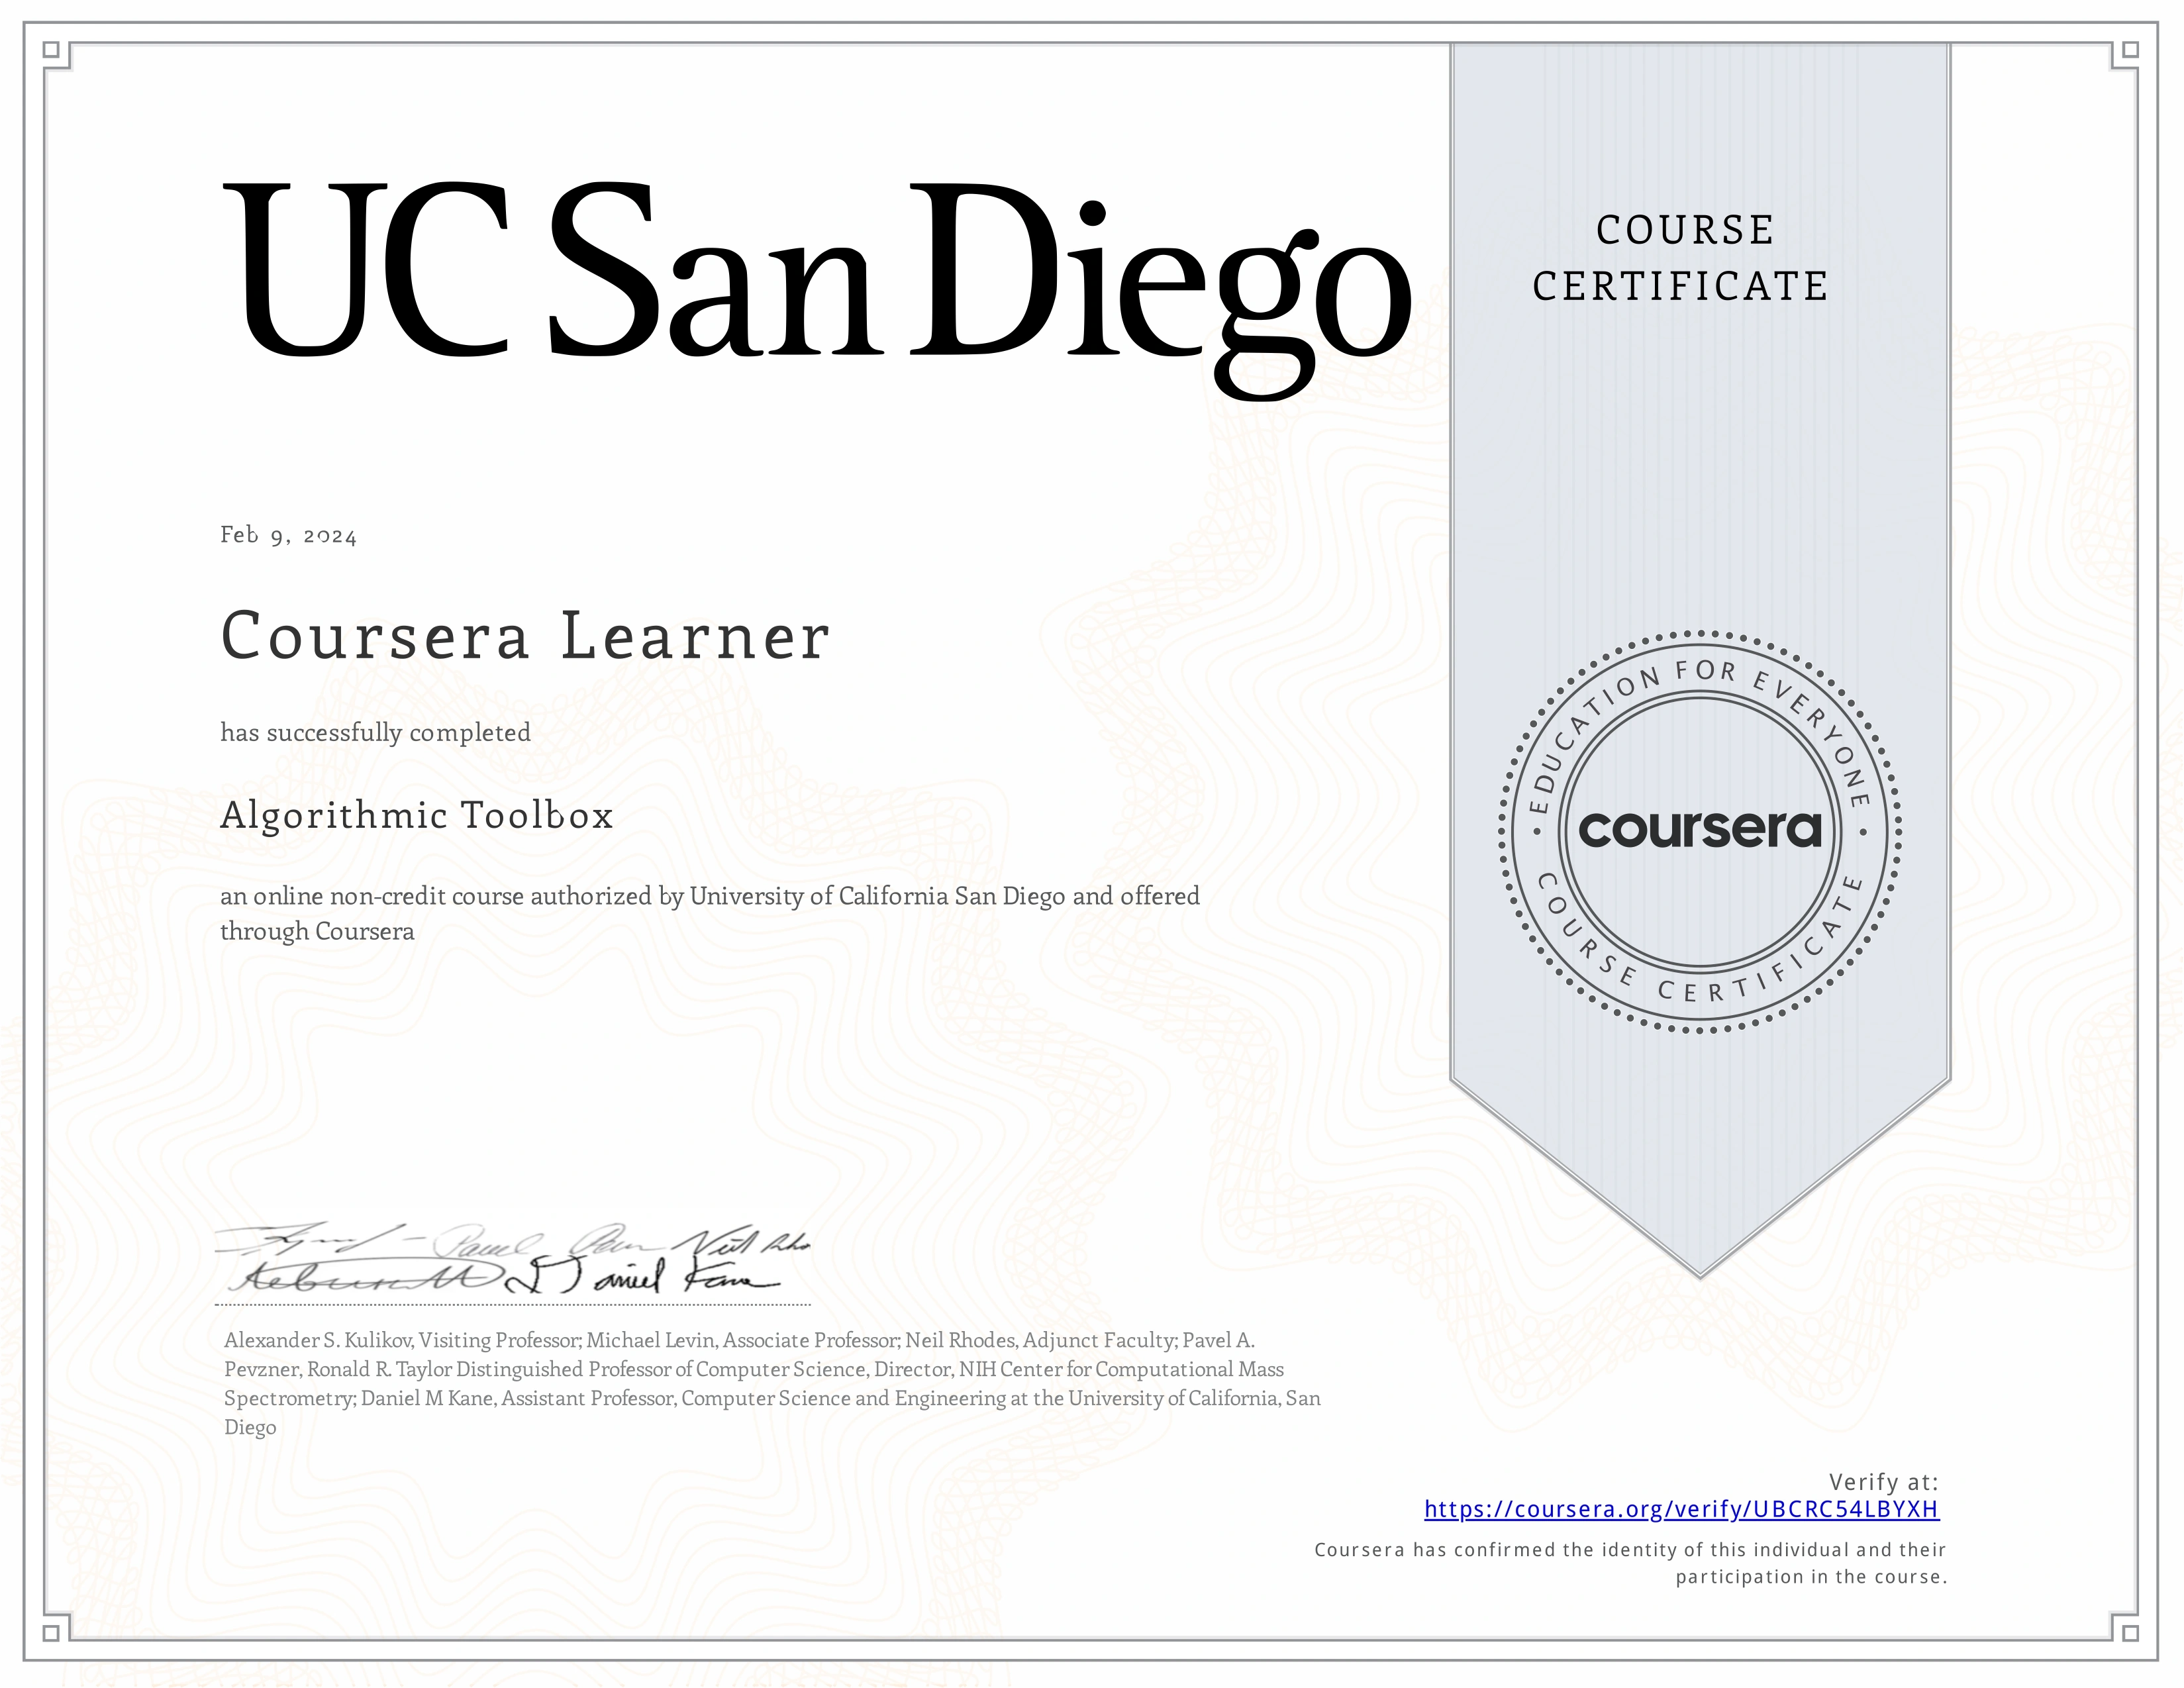 UC San Diego
COURSE
CERTIFICATE
Feb 9, 2024
Coursera Learner
has successfully completed
Algorithmic Toolbox
an online non-credit course authorized by University of California San Diego and offered
through Coursera
EDUCATION FOR EVERYONE
coursera
COURSE CERTIFICATE
Daniel Kane
Alexander S. Kulikov, Visiting Professor; Michael Levin, Associate Professor; Neil Rhodes, Adjunct Faculty; Pavel A.
Pevzner, Ronald R. Taylor Distinguished Professor of Computer Science, Director, NIH Center for Computational Mass
Spectrometry; Daniel M Kane, Assistant Professor, Computer Science and Engineering at the University of California, San
Diego
Verify at:
https://coursera.org/verify/UBCRC54LBYXH
Coursera has confirmed the identity of this individual and their
participation in the course.